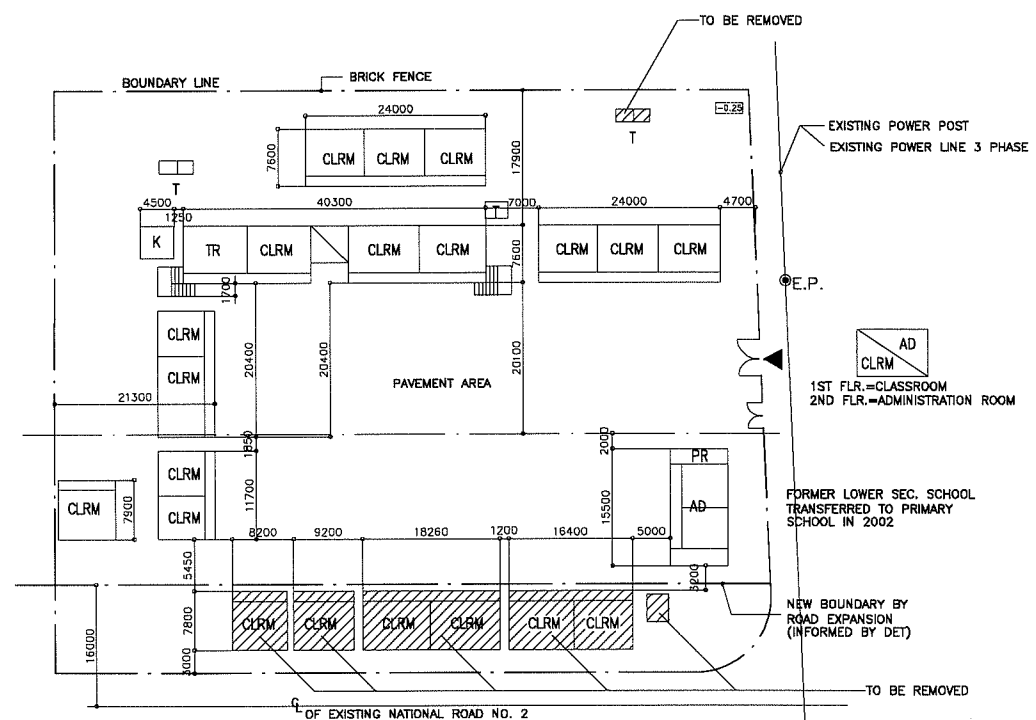 TO BE REMOVED
BOUNDARY LINE
BRICK FENCE
24000
-0.25
T
EXISTING POWER POST
EXISTING POWER LINE 3 PHASE
7600
CLRM CLRM CLRM
17900
T
4500
1250
40300
T
7000
24000
4700
K
TR CLRM CLRM CLRM
7600
CLRM CLRM CLRM
1700
E.P.
CLRM
CLRM
20400
20400
PAVEMENT AREA
20100
AD
CLRM
1ST FLR.=CLASSROOM
2ND FLR.=ADMINISTRATION ROOM
21300
1850
2000
CLRM
CLRM
CLRM
7900
11700
15500
PR
AD
FORMER LOWER SEC. SCHOOL
TRANSFERRED TO PRIMARY
SCHOOL IN 2002
8200 9200 18260 1200 16400 5000
5450
NEW BOUNDARY BY
ROAD EXPANSION
(INFORMED BY DET)
16000
7800
CLRM CLRM CLRM CLRM CLRM CLRM
TO BE REMOVED
OF EXISTING NATIONAL ROAD NO. 2